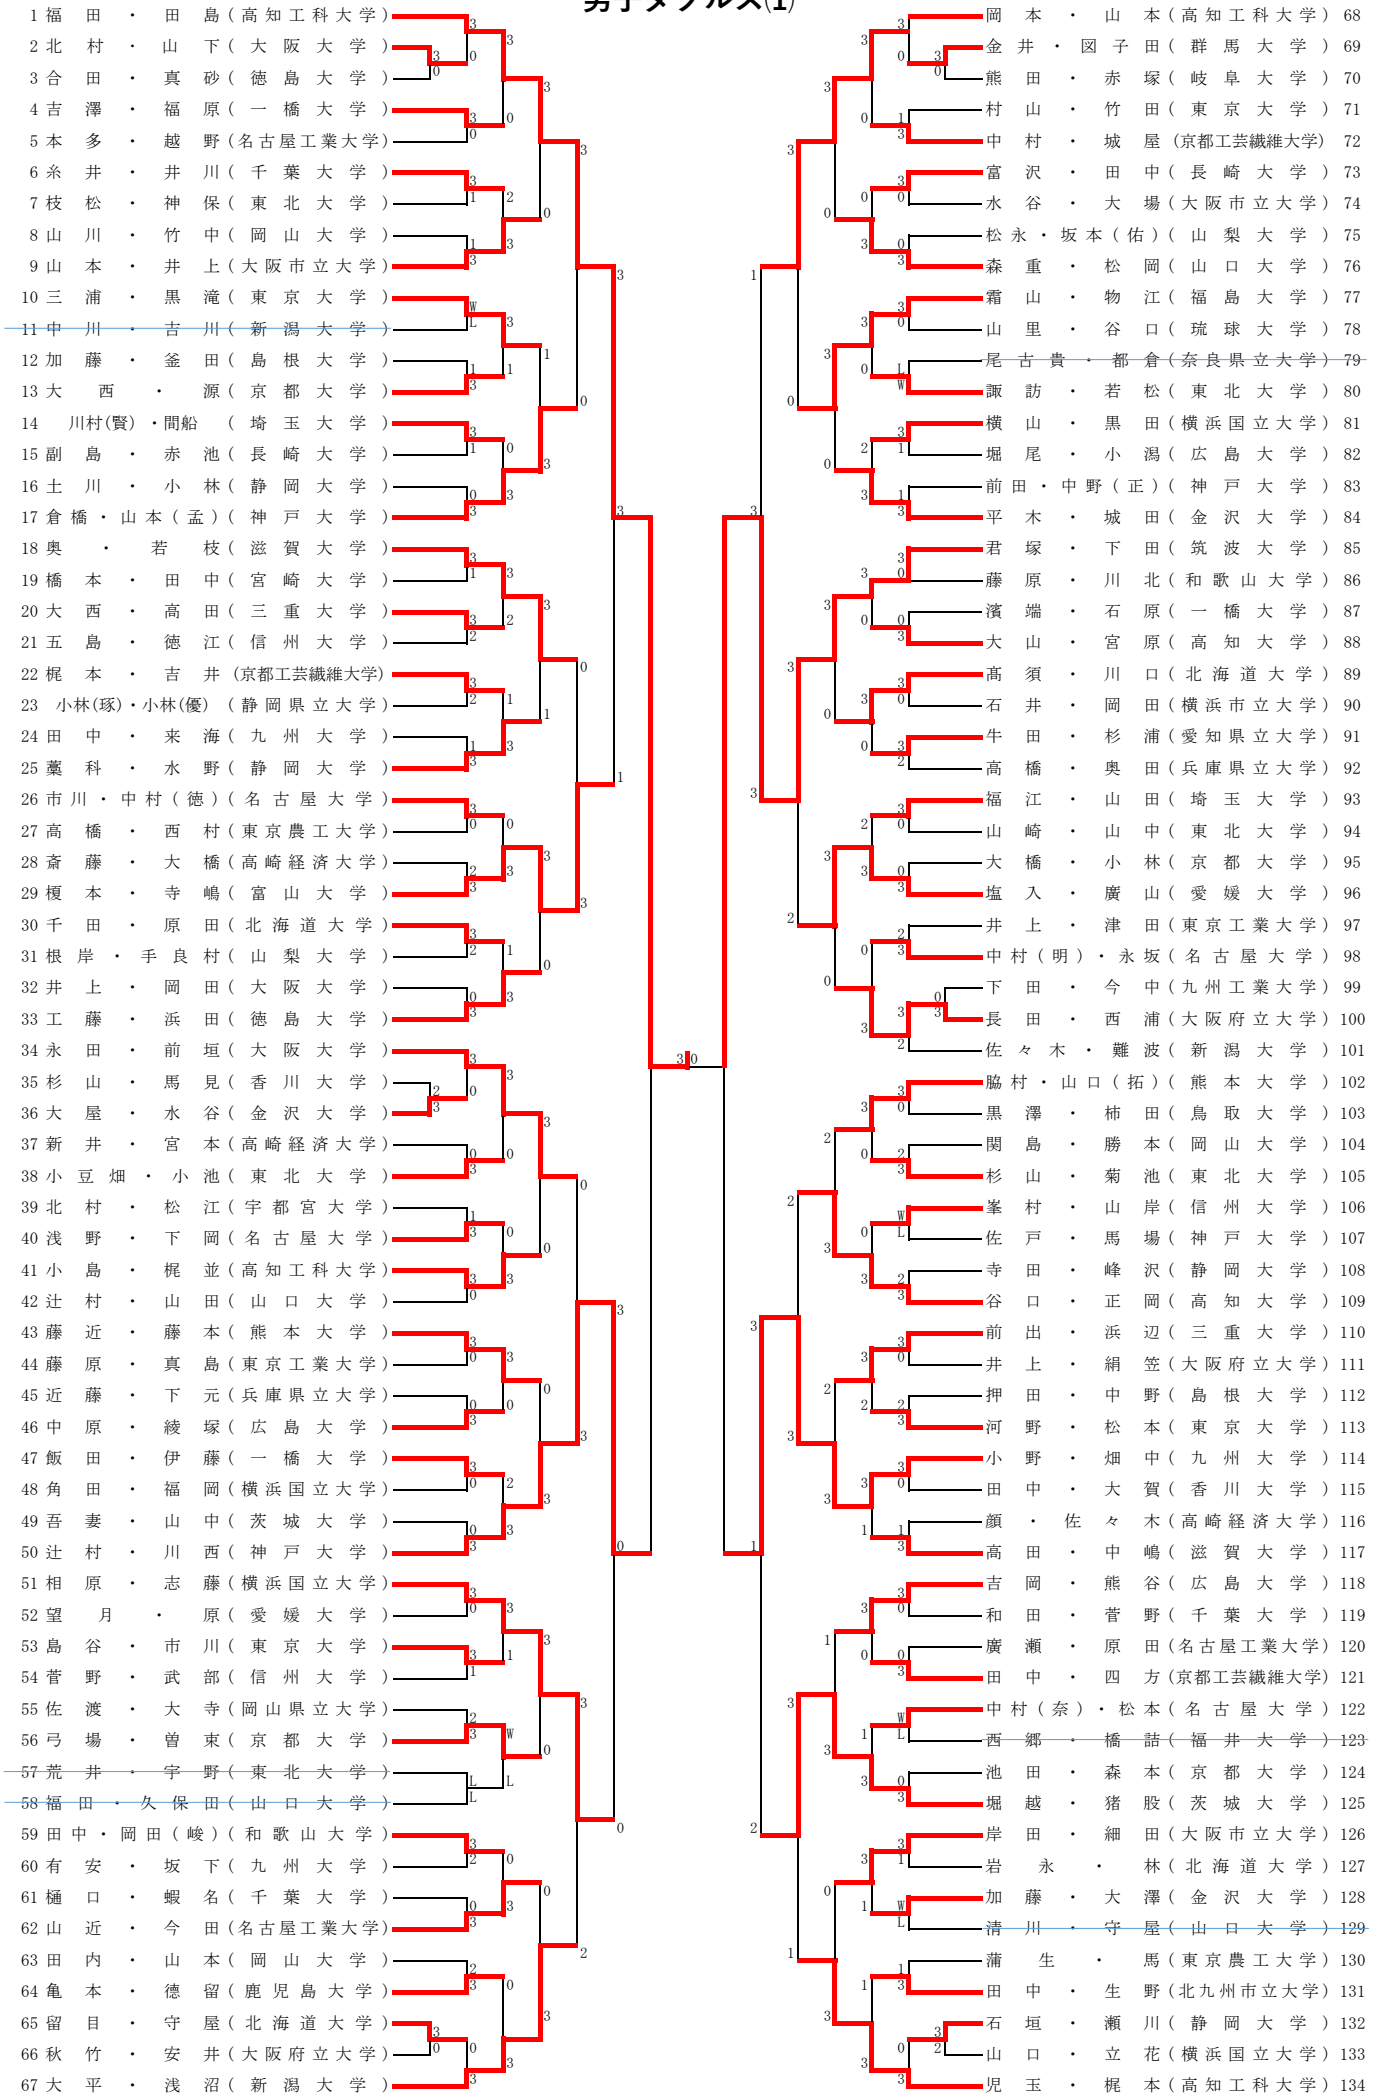 男子ダブルス(1)
1 福田・田島(高知工科大学)
2 北村・山下(大阪大学)
3 合田・真砂(徳島大学)
4 吉澤・福原(一橋大学)
5 本多・越野(名古屋工業大学)
6 糸井・井川(千葉大学)
7 枝松・神保(東北大学)
8 山川・竹中(岡山大学)
9 山本・井上(大阪市立大学)
10 三浦・黒滝(東京大学)
11 中川・吉川(新潟大学)
12 加藤・釜田(島根大学)
13 大西・源(京都大学)
14 川村(賢)・間船(埼玉大学)
15 副島・赤池(長崎大学)
16 土川・小林(静岡大学)
17 倉橋・山本(孟)(神戸大学)
18 奥・若枝(滋賀大学)
19 橋本・田中(宮崎大学)
20 大西・高田(三重大学)
21 五島・徳江(信州大学)
22 梶本・吉井(京都工芸繊維大学)
23 小林(琢)・小林(優)(静岡県立大学)
24 田中・来海(九州大学)
25 藁科・水野(静岡大学)
26 市川・中村(徳)(名古屋大学)
27 高橋・西村(東京農工大学)
28 斎藤・大橋(高崎経済大学)
29 榎本・寺嶋(富山大学)
30 千田・原田(北海道大学)
31 根岸・手良村(山梨大学)
32 井上・岡田(大阪大学)
33 工藤・浜田(徳島大学)
34 永田・前垣(大阪大学)
35 杉山・馬見(香川大学)
36 大屋・水谷(金沢大学)
37 新井・宮本(高崎経済大学)
38 小豆畑・小池(東北大学)
39 北村・松江(宇都宮大学)
40 浅野・下岡(名古屋大学)
41 小島・梶並(高知工科大学)
42 辻村・山田(山口大学)
43 藤近・藤本(熊本大学)
44 藤原・真島(東京工業大学)
45 近藤・下元(兵庫県立大学)
46 中原・綾塚(広島大学)
47 飯田・伊藤(一橋大学)
48 角田・福岡(横浜国立大学)
49 吾妻・山中(茨城大学)
50 辻村・川西(神戸大学)
51 相原・志藤(横浜国立大学)
52 望月・原(愛媛大学)
53 島谷・市川(東京大学)
54 菅野・武部(信州大学)
55 佐渡・大寺(岡山県立大学)
56 弓場・曽束(京都大学)
57 荒井・宇野(東北大学)
58 福田・久保田(山口大学)
59 田中・岡田(峻)(和歌山大学)
60 有安・坂下(九州大学)
61 樋口・蝦名(千葉大学)
62 山近・今田(名古屋工業大学)
63 田内・山本(岡山大学)
64 亀本・德留(鹿児島大学)
65 留目・守屋(北海道大学)
66 秋竹・安井(大阪府立大学)
67 大平・浅沼(新潟大学)
岡本・山本(高知工科大学) 68
金井・図子田(群馬大学) 69
熊田・赤塚(岐阜大学) 70
村山・竹田(東京大学) 71
中村・城屋(京都工芸繊維大学) 72
富沢・田中(長崎大学) 73
水谷・大場(大阪市立大学) 74
松永・坂本(佑)(山梨大学) 75
森重・松岡(山口大学) 76
霜山・物江(福島大学) 77
山里・谷口(琉球大学) 78
尾古貴・都倉(奈良県立大学) 79
諏訪・若松(東北大学) 80
横山・黒田(横浜国立大学) 81
堀尾・小潟(広島大学) 82
前田・中野(正)(神戸大学) 83
平木・城田(金沢大学) 84
君塚・下田(筑波大学) 85
藤原・川北(和歌山大学) 86
濱端・石原(一橋大学) 87
大山・宮原(高知大学) 88
髙須・川口(北海道大学) 89
石井・岡田(横浜市立大学) 90
牛田・杉浦(愛知県立大学) 91
高橋・奥田(兵庫県立大学) 92
福江・山田(埼玉大学) 93
山崎・山中(東北大学) 94
大橋・小林(京都大学) 95
塩入・廣山(愛媛大学) 96
井上・津田(東京工業大学) 97
中村(明)・永坂(名古屋大学) 98
下田・今中(九州工業大学) 99
長田・西浦(大阪府立大学) 100
佐々木・難波(新潟大学) 101
脇村・山口(拓)(熊本大学) 102
黒澤・柿田(鳥取大学) 103
関島・勝本(岡山大学) 104
杉山・菊池(東北大学) 105
峯村・山岸(信州大学) 106
佐戸・馬場(神戸大学) 107
寺田・峰沢(静岡大学) 108
谷口・正岡(高知大学) 109
前出・浜辺(三重大学) 110
井上・絹笠(大阪府立大学) 111
押田・中野(島根大学) 112
河野・松本(東京大学) 113
小野・畑中(九州大学) 114
田中・大賀(香川大学) 115
顔・佐々木(高崎経済大学) 116
高田・中嶋(滋賀大学) 117
吉岡・熊谷(広島大学) 118
和田・菅野(千葉大学) 119
廣瀬・原田(名古屋工業大学) 120
田中・四方(京都工芸繊維大学) 121
中村(奈)・松本(名古屋大学) 122
西郷・橋詰(福井大学) 123
池田・森本(京都大学) 124
堀越・猪股(茨城大学) 125
岸田・細田(大阪市立大学) 126
岩永・林(北海道大学) 127
加藤・大澤(金沢大学) 128
清川・守屋(山口大学) 129
蒲生・馬(東京農工大学) 130
田中・生野(北九州市立大学) 131
石垣・瀬川(静岡大学) 132
山口・立花(横浜国立大学) 133
児玉・梶本(高知工科大学) 134